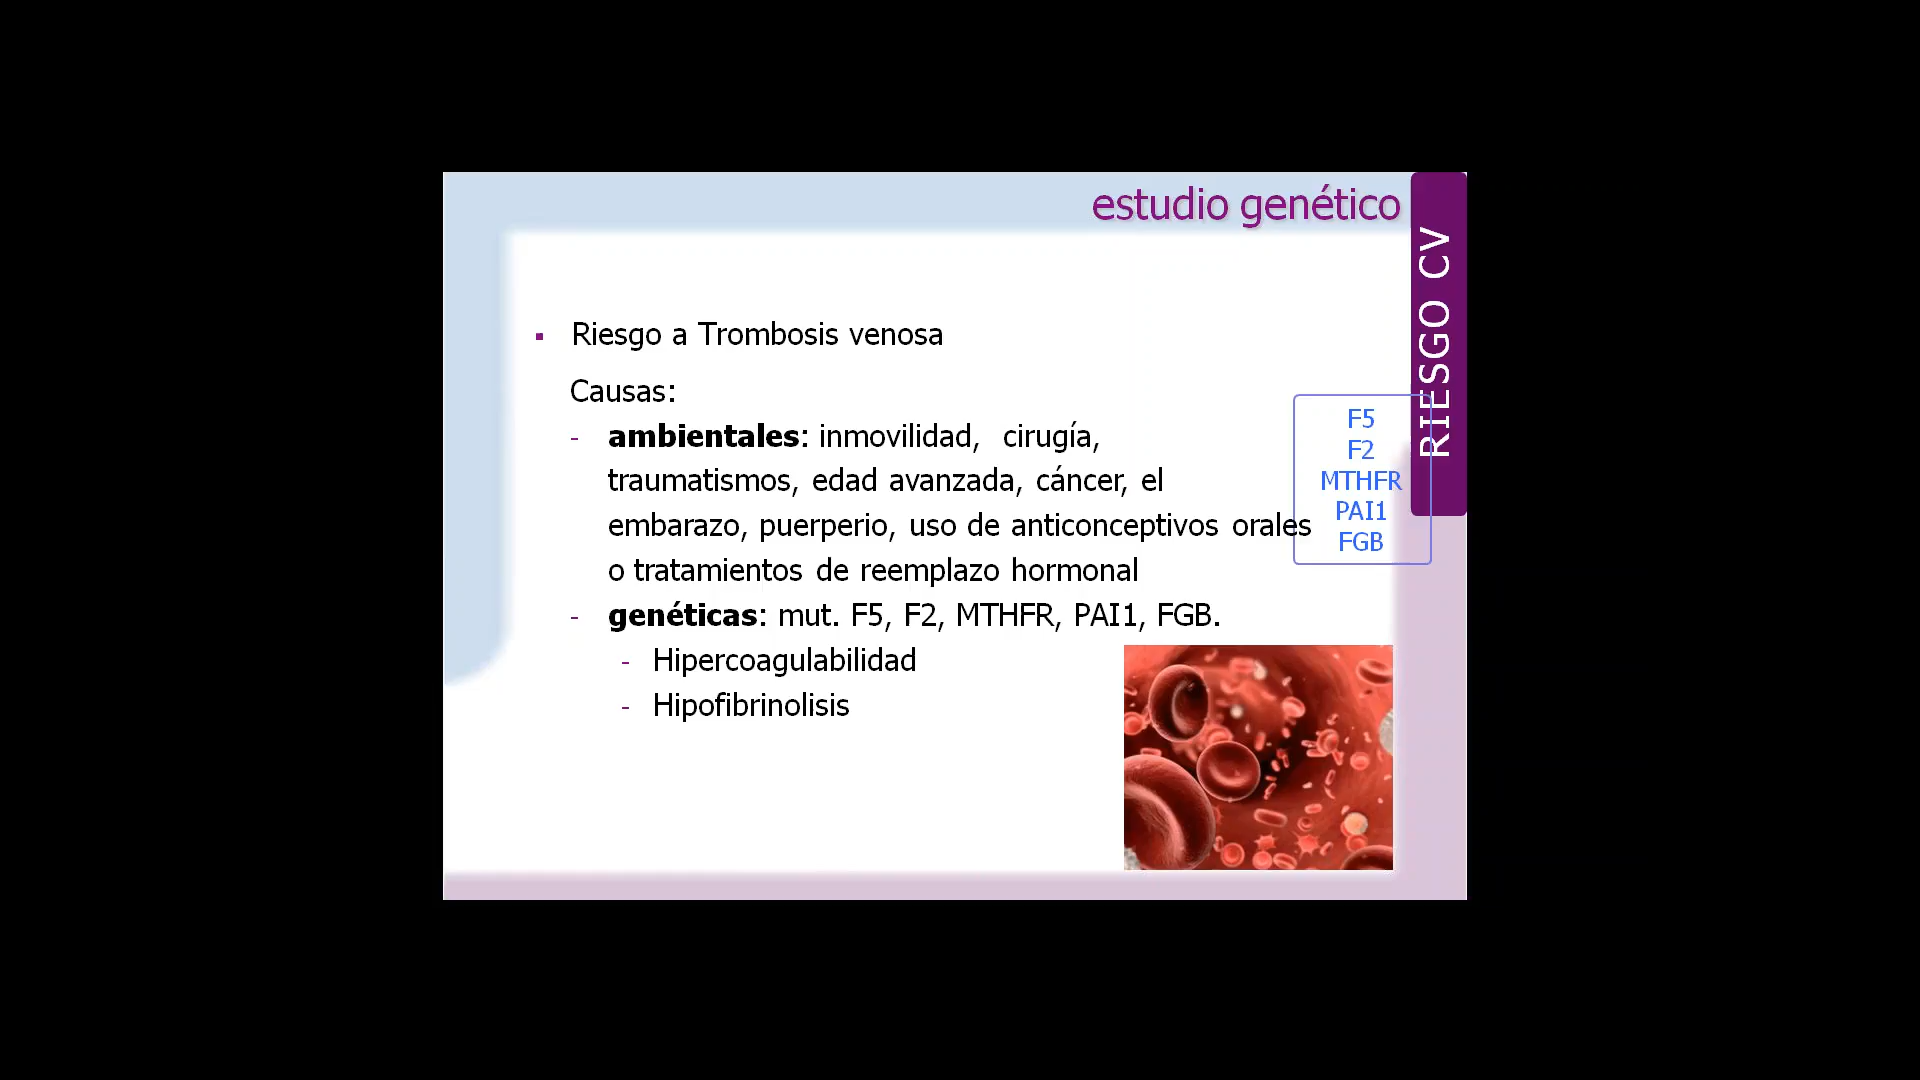 estudio genético
RIESGO CV
Riesgo a Trombosis venosa
Causas:
- ambientales: inmovilidad, cirugía,
traumatismos, edad avanzada, cáncer, el
embarazo, puerperio, uso de anticonceptivos orales
o tratamientos de reemplazo hormonal
- genéticas: mut. F5, F2, MTHFR, PAI1, FGB.
- Hipercoagulabilidad
- Hipofibrinolisis
F5
F2
MTHFR
PAI1
FGB